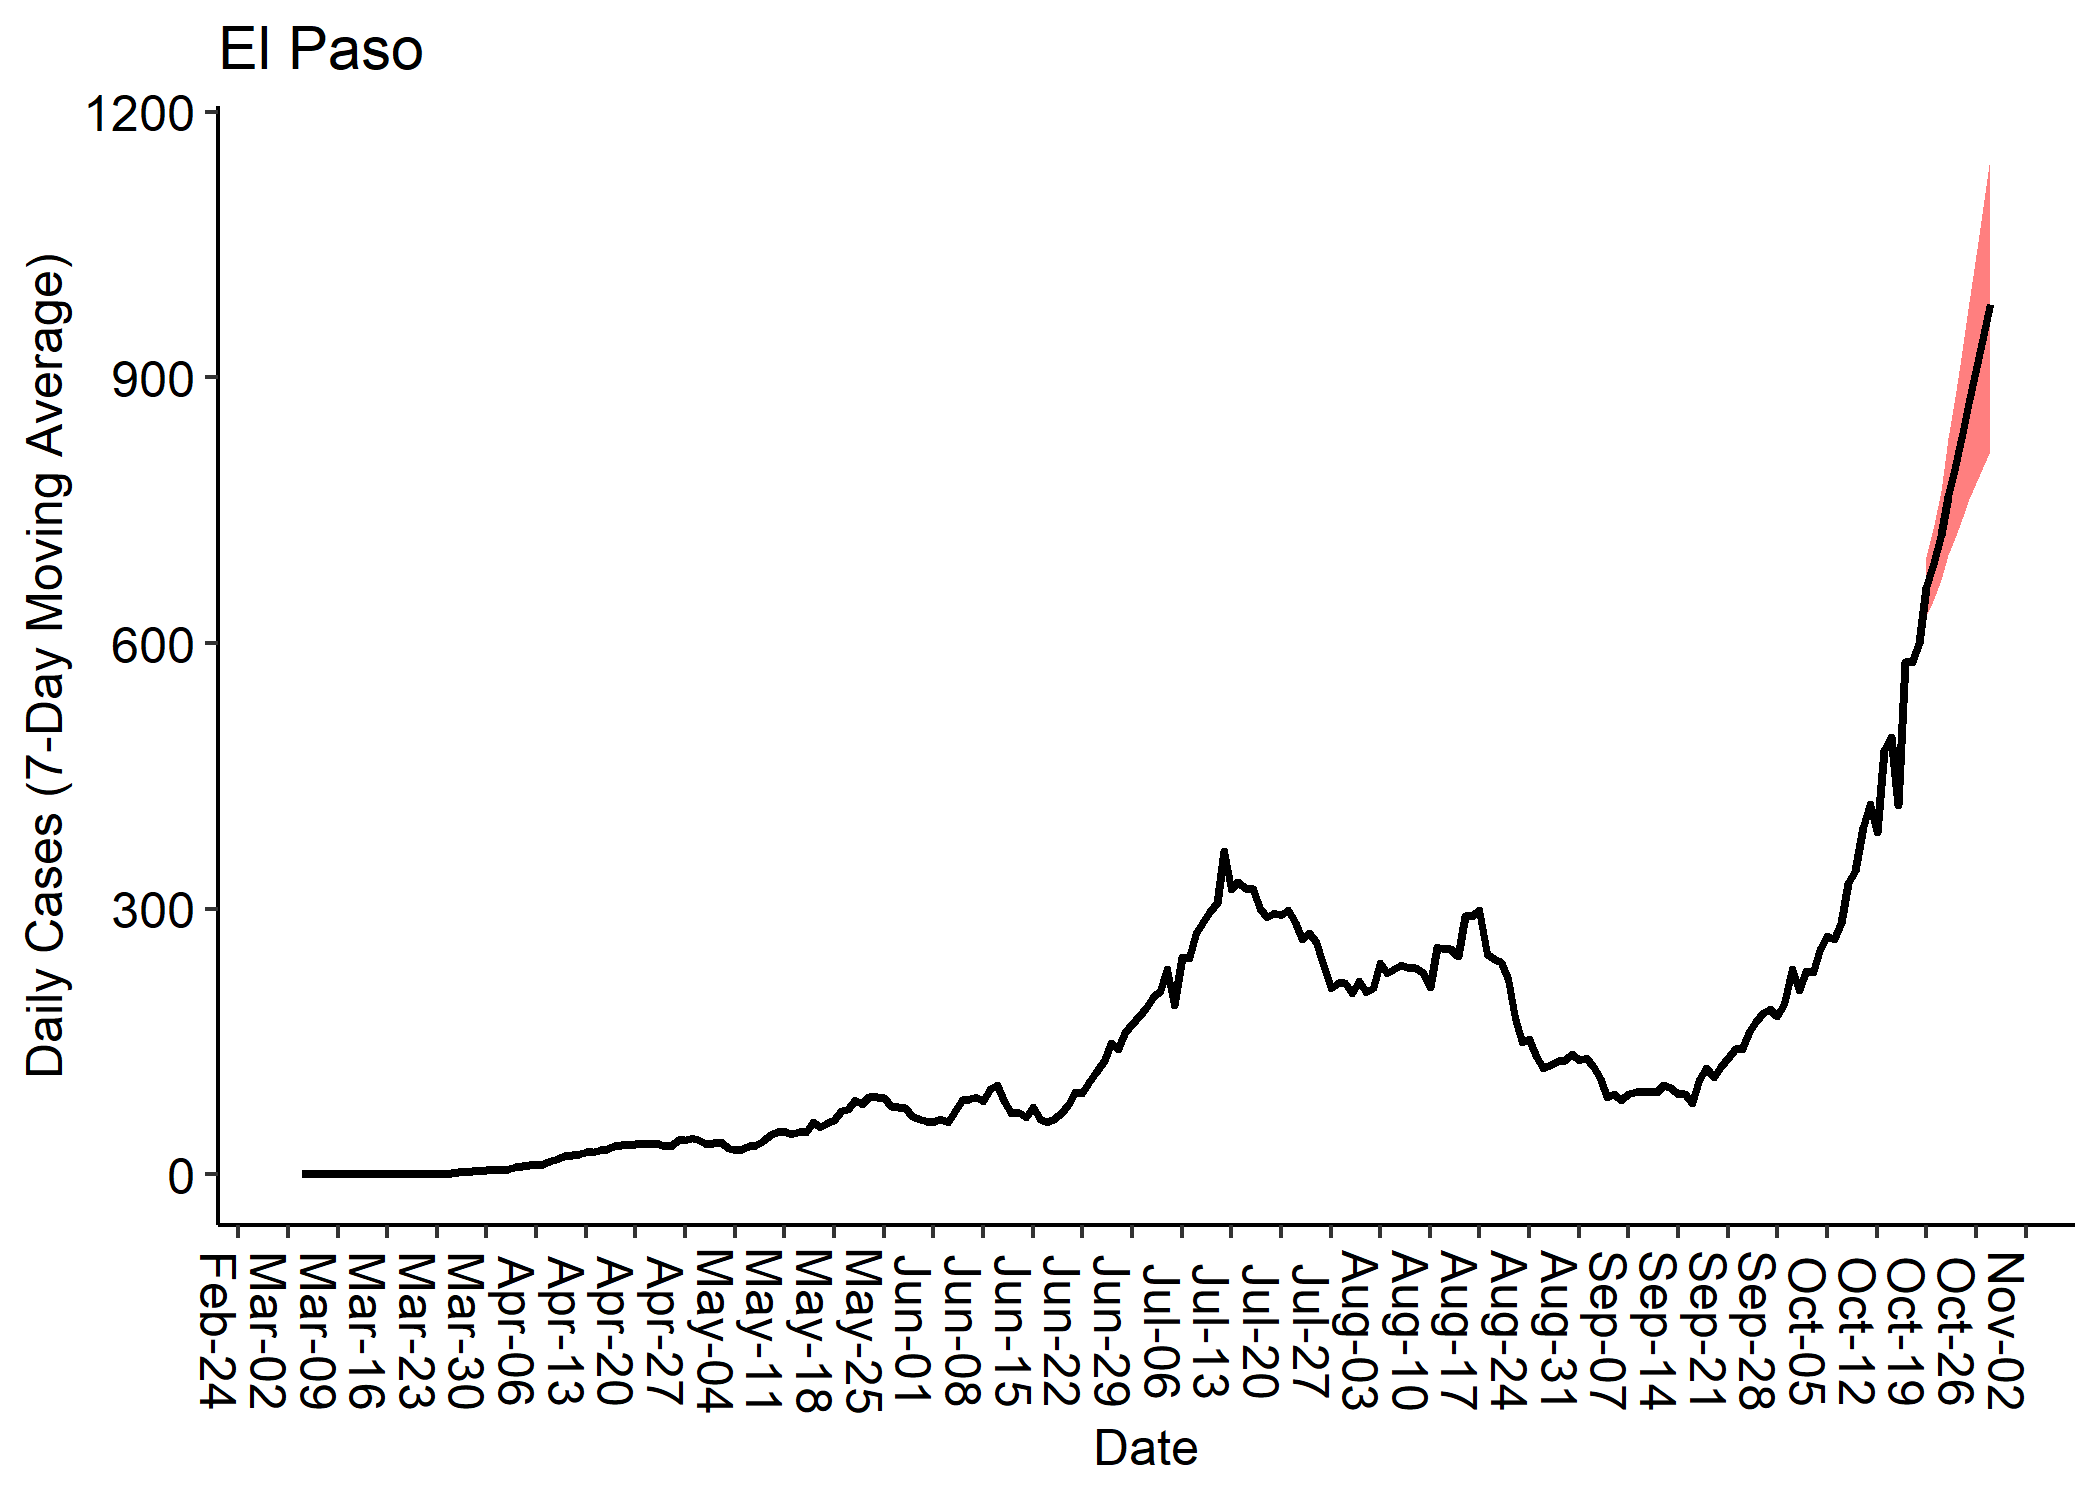 El Paso
1200
900
600
300
0
Daily Cases (7-Day Moving Average)
Feb-24
Mar-02
Mar-09
Mar-16
Mar-23
Mar-30
Apr-06
Apr-13
Apr-20
Apr-27
May-04
May-11
May-18
May-25
Jun-01
Jun-08
Jun-15
Jun-22
Jun-29
Jul-06
Jul-13
Jul-20
Jul-27
Aug-03
Aug-10
Aug-17
Aug-24
Aug-31
Sep-07
Sep-14
Sep-21
Sep-28
Oct-05
Oct-12
Oct-19
Oct-26
Nov-02
Date